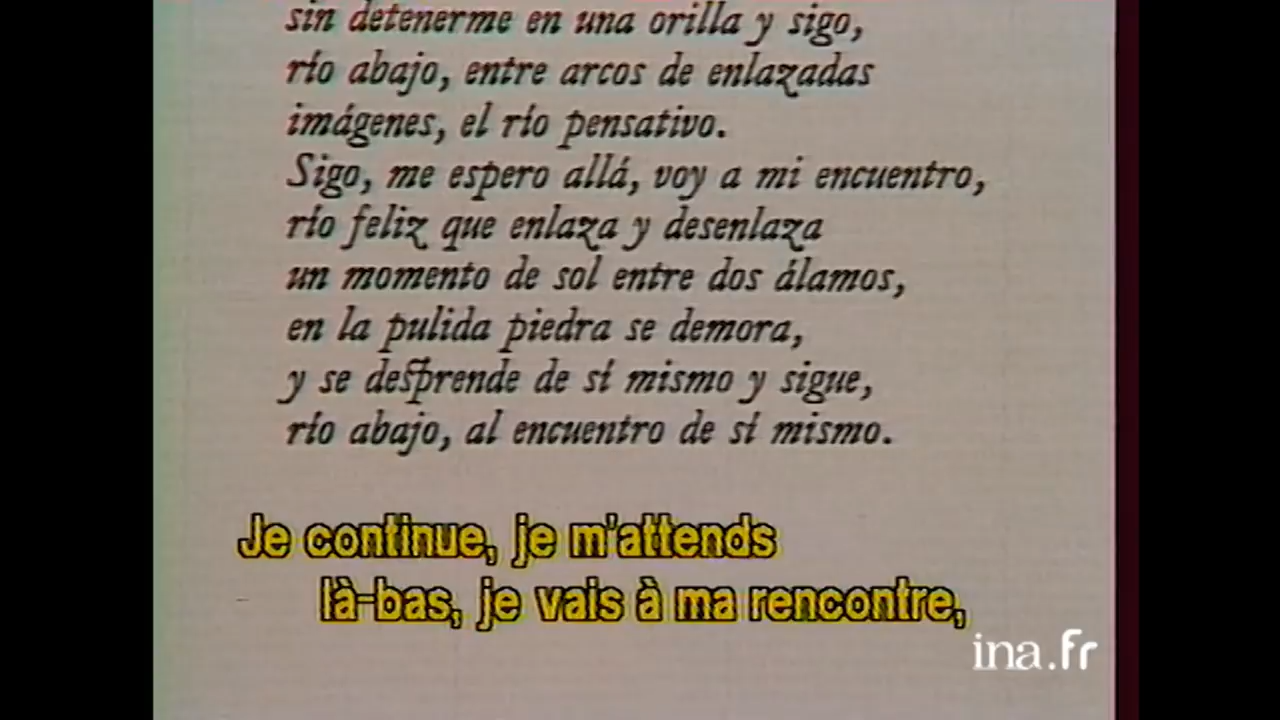 sin detenerme en una orilla y sigo,
río abajo, entre arcos de enlazadas
imágenes, el río pensativo.
Sigo, me espero allá, voy a mi encuentro,
río feliz que enlaza y desenlaza
un momento de sol entre dos álamos,
en la pulida piedra se demora,
y se desprende de sí mismo y sigue,
río abajo, al encuentro de sí mismo.
Je continue, je m'attends
là-bas, je vais à ma rencontre,
ina.fr